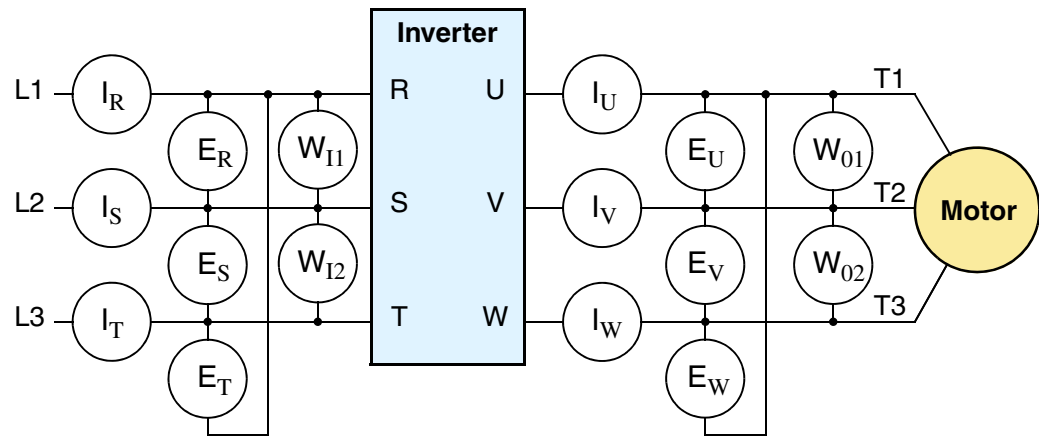 Inverter
L1 I_R R U I_U T1
E_R W_I1 E_U W_01
L2 I_S S V I_V T2
Motor
E_S W_I2 E_V W_02
L3 I_T T W I_W T3
E_T E_W